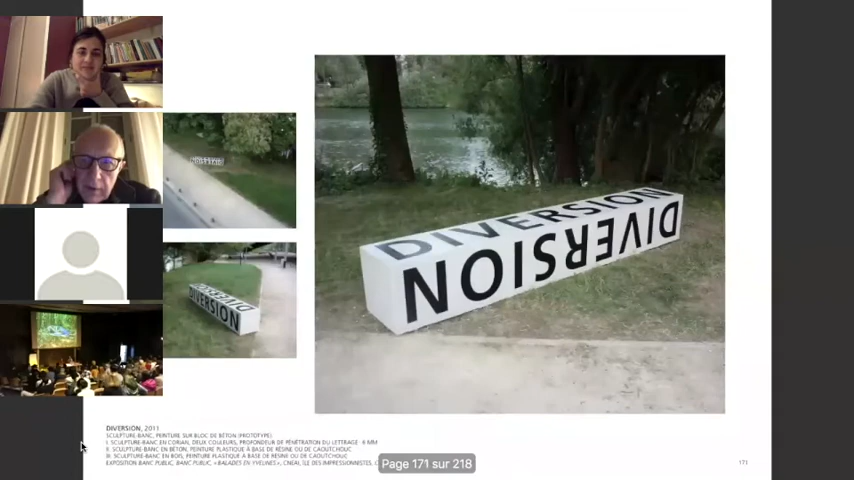 DIVERSION
NOISREVID
DIVERSION
DIVERSION
DIVERSION, 2011
SCULPTURE-BANC, PEINTURE SUR BLOC DE BÉTON (PROTOTYPE)
I. SCULPTURE-BANC EN CORIAN, DEUX COULEURS, PROFONDEUR DE PÉNÉTRATION DU LETTRAGE : 8 MM
II. SCULPTURE-BANC EN BÉTON, PEINTURE PLASTIQUE À BASE DE RÉSINE OU DE CAOUTCHOUC
III. SCULPTURE-BANC EN BOIS, PEINTURE PLASTIQUE À BASE DE RÉSINE OU DE CAOUTCHOUC
EXPOSITION BANC PUBLIC, BANC PUBLIC, « BALADES EN YVELINES », CNEAI, ÎLE DES IMPRESSIONNISTES,
Page 171 sur 218
171